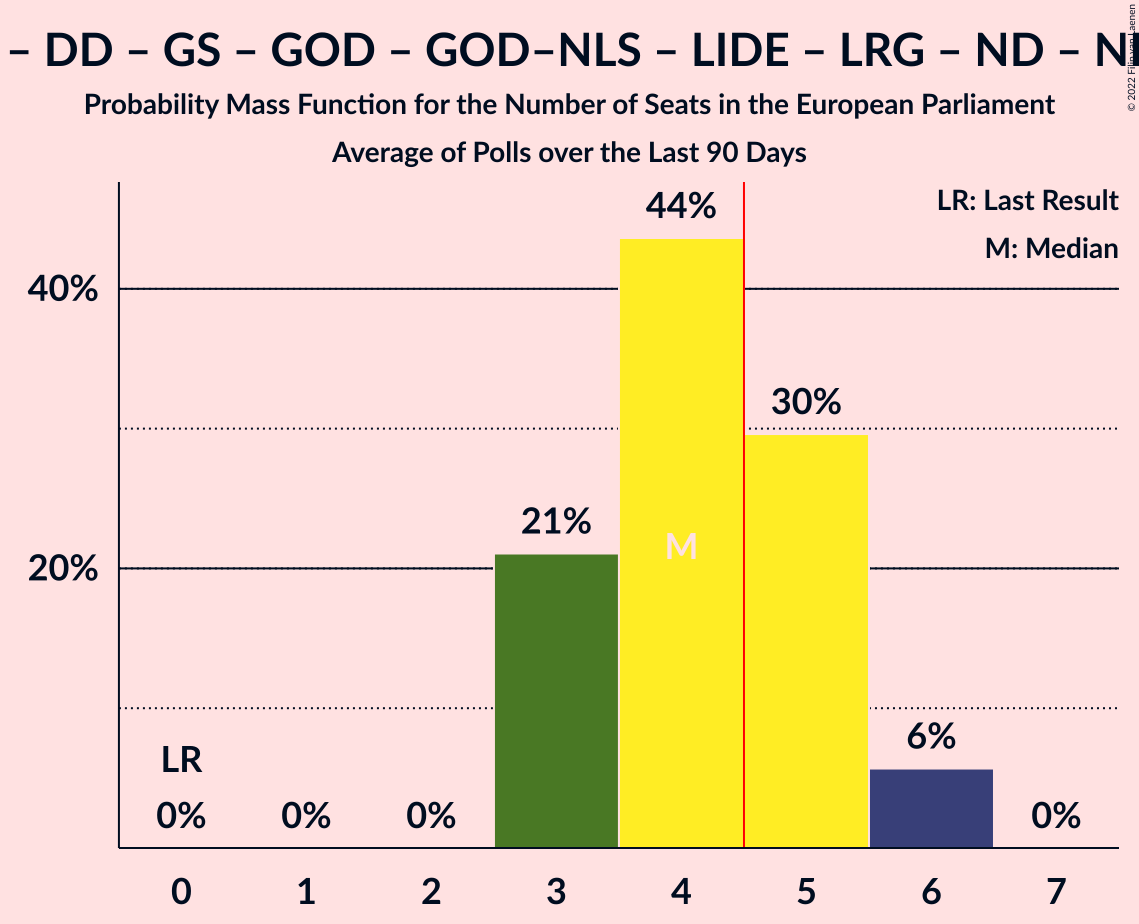 – DD – GS – GOD – GOD–NLS – LIDE – LRG – ND –
Probability Mass Function for the Number of Seats in the European Parliament
Average of Polls over the Last 90 Days
© 2022 Filip van Laenen
LR: Last Result
M: Median
44%
40%
30%
21%
M
20%
6%
LR
0% 0% 0% 0%
0 1 2 3 4 5 6 7